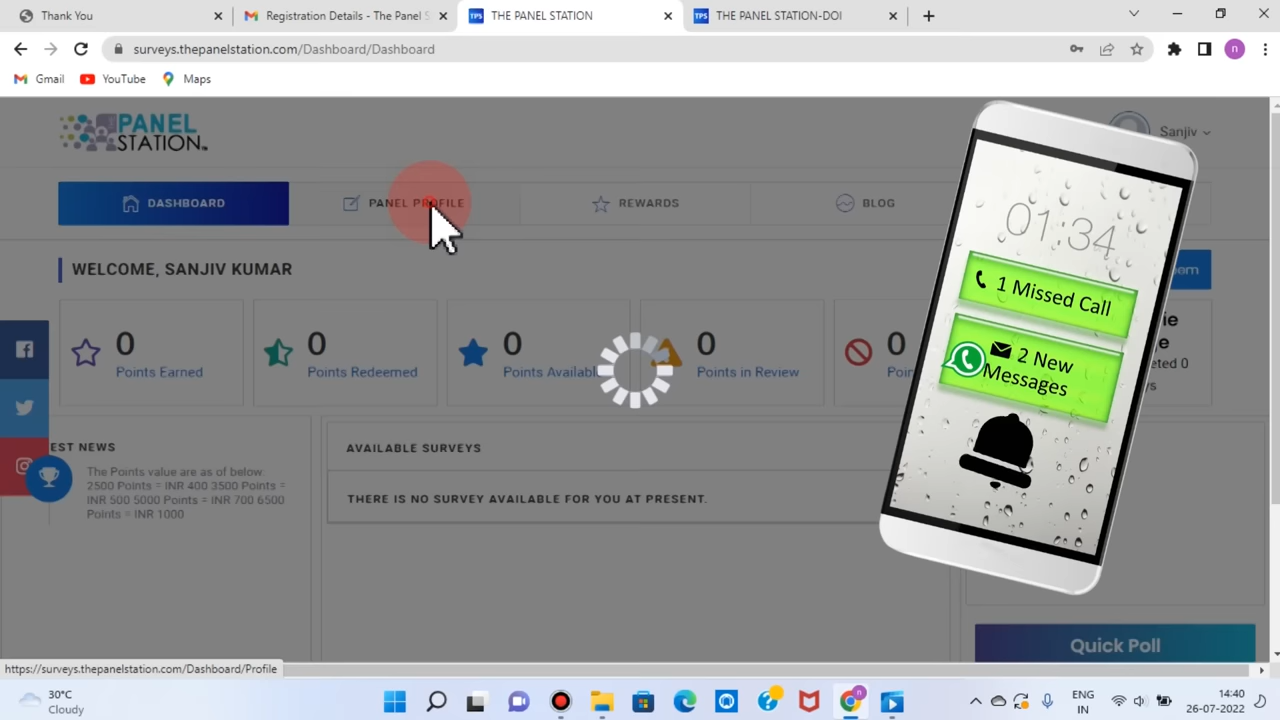 Thank You
Registration Details - The Panel S
THE PANEL STATION
THE PANEL STATION-DOI
surveys.thepanelstation.com/Dashboard/Dashboard
n
Gmail
YouTube
Maps
PANEL
STATION
Sanjiv
DASHBOARD
PANEL PROFILE
REWARDS
BLOG
01:34
WELCOME, SANJIV KUMAR
1 Missed Call
0
Points Earned
0
Points Redeemed
0
Points Availabl
0
Points in Review
0
Poi
2 New
Messages
EST NEWS
The Points value are as of below.
2500 Points = INR 400 3500 Points =
INR 500 5000 Points = INR 700 6500
Points = INR 1000
AVAILABLE SURVEYS
THERE IS NO SURVEY AVAILABLE FOR YOU AT PRESENT.
Quick Poll
https://surveys.thepanelstation.com/Dashboard/Profile
30°C
Cloudy
ENG
IN
14:40
26-07-2022